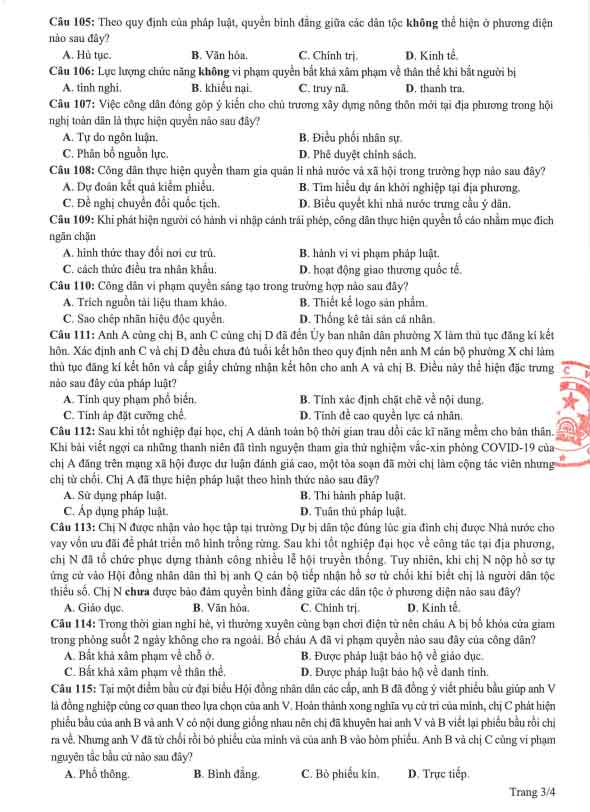 Câu 105: Theo quy định của pháp luật, quyền bình đẳng giữa các dân tộc không thể hiện ở phương diện
nào sau đây?
A. Hủ tục. B. Văn hóa. C. Chính trị. D. Kinh tế.
Câu 106: Lực lượng chức năng không vi phạm quyền bất khả xâm phạm về thân thể khi bắt người bị
A. tình nghi. B. khiếu nại. C. truy nã. D. thanh tra.
Câu 107: Việc công dân đóng góp ý kiến cho chủ trương xây dựng nông thôn mới tại địa phương trong hội
nghị toàn dân là thực hiện quyền nào sau đây?
A. Tự do ngôn luận. B. Điều phối nhân sự.
C. Phân bổ nguồn lực. D. Phê duyệt chính sách.
Câu 108: Công dân thực hiện quyền tham gia quản lí nhà nước và xã hội trong trường hợp nào sau đây?
A. Dự đoán kết quả kiểm phiếu. B. Tìm hiểu dự án khởi nghiệp tại địa phương.
C. Đề nghị chuyển đổi quốc tịch. D. Biểu quyết khi nhà nước trưng cầu ý dân.
Câu 109: Khi phát hiện người có hành vi nhập cảnh trái phép, công dân thực hiện quyền tố cáo nhằm mục đích
ngăn chặn
A. hình thức thay đổi nơi cư trú. B. hành vi vi phạm pháp luật.
C. cách thức điều tra nhân khẩu. D. hoạt động giao thương quốc tế.
Câu 110: Công dân vi phạm quyền sáng tạo trong trường hợp nào sau đây?
A. Trích nguồn tài liệu tham khảo. B. Thiết kế logo sản phẩm.
C. Sao chép nhãn hiệu độc quyền. D. Thống kê tài sản cá nhân.
Câu 111: Anh A cùng chị B, anh C cùng chị D đã đến Ủy ban nhân dân phường X làm thủ tục đăng kí kết
hôn. Xác định anh C và chị D đều chưa đủ tuổi kết hôn theo quy định nên anh M cán bộ phường X chỉ làm
thủ tục đăng kí kết hôn và cấp giấy chứng nhận kết hôn cho anh A và chị B. Điều này thể hiện đặc trưng
nào sau đây của pháp luật?
A. Tính quy phạm phổ biến. B. Tính xác định chặt chẽ về nội dung.
C. Tính áp đặt cưỡng chế. D. Tính đề cao quyền lực cá nhân.
Câu 112: Sau khi tốt nghiệp đại học, chị A dành toàn bộ thời gian trau dồi các kĩ năng mềm cho bản thân.
Khi bài viết ngợi ca những thanh niên đã tình nguyện tham gia thử nghiệm vắc-xin phòng COVID-19 của
chị A đăng trên mạng xã hội được dư luận đánh giá cao, một tòa soạn đã mời chị làm cộng tác viên nhưng
chị từ chối. Chị A đã thực hiện pháp luật theo hình thức nào sau đây?
A. Sử dụng pháp luật. B. Thi hành pháp luật.
C. Áp dụng pháp luật. D. Tuân thủ pháp luật.
Câu 113: Chị N được nhận vào học tập tại trường Dự bị dân tộc đúng lúc gia đình chị được Nhà nước cho
vay vốn ưu đãi để phát triển mô hình trồng rừng. Sau khi tốt nghiệp đại học về công tác tại địa phương,
chị N đã tổ chức phục dựng thành công nhiều lễ hội truyền thống. Tuy nhiên, khi chị N nộp hồ sơ tự
ứng cử vào Hội đồng nhân dân thì bị anh Q cán bộ tiếp nhận hồ sơ từ chối khi biết chị là người dân tộc
thiểu số. Chị N chưa được bảo đảm quyền bình đẳng giữa các dân tộc ở phương diện nào sau đây?
A. Giáo dục. B. Văn hóa. C. Chính trị. D. Kinh tế.
Câu 114: Trong thời gian nghỉ hè, vì thường xuyên cùng bạn chơi điện tử nên cháu A bị bố khóa cửa giam
trong phòng suốt 2 ngày không cho ra ngoài. Bố cháu A đã vi phạm quyền nào sau đây của công dân?
A. Bất khả xâm phạm về chỗ ở. B. Được pháp luật bảo hộ về giáo dục.
C. Bất khả xâm phạm về thân thể. D. Được pháp luật bảo hộ về danh tính.
Câu 115: Tại một điểm bầu cử đại biểu Hội đồng nhân dân các cấp, anh B đã đồng ý viết phiếu bầu giúp anh V
là đồng nghiệp cùng cơ quan theo lựa chọn của anh V. Hoàn thành xong nghĩa vụ cử tri của mình, chị C phát hiện
phiếu bầu của anh B và anh V có nội dung giống nhau nên chị đã khuyên hai anh V và B viết lại phiếu bầu rồi chị
ra về. Nhưng anh V đã từ chối rồi bỏ phiếu của mình và của anh B vào hòm phiếu. Anh B và chị C cùng vi phạm
nguyên tắc bầu cử nào sau đây?
A. Phổ thông. B. Bình đẳng. C. Bỏ phiếu kín. D. Trực tiếp.
Trang 3/4